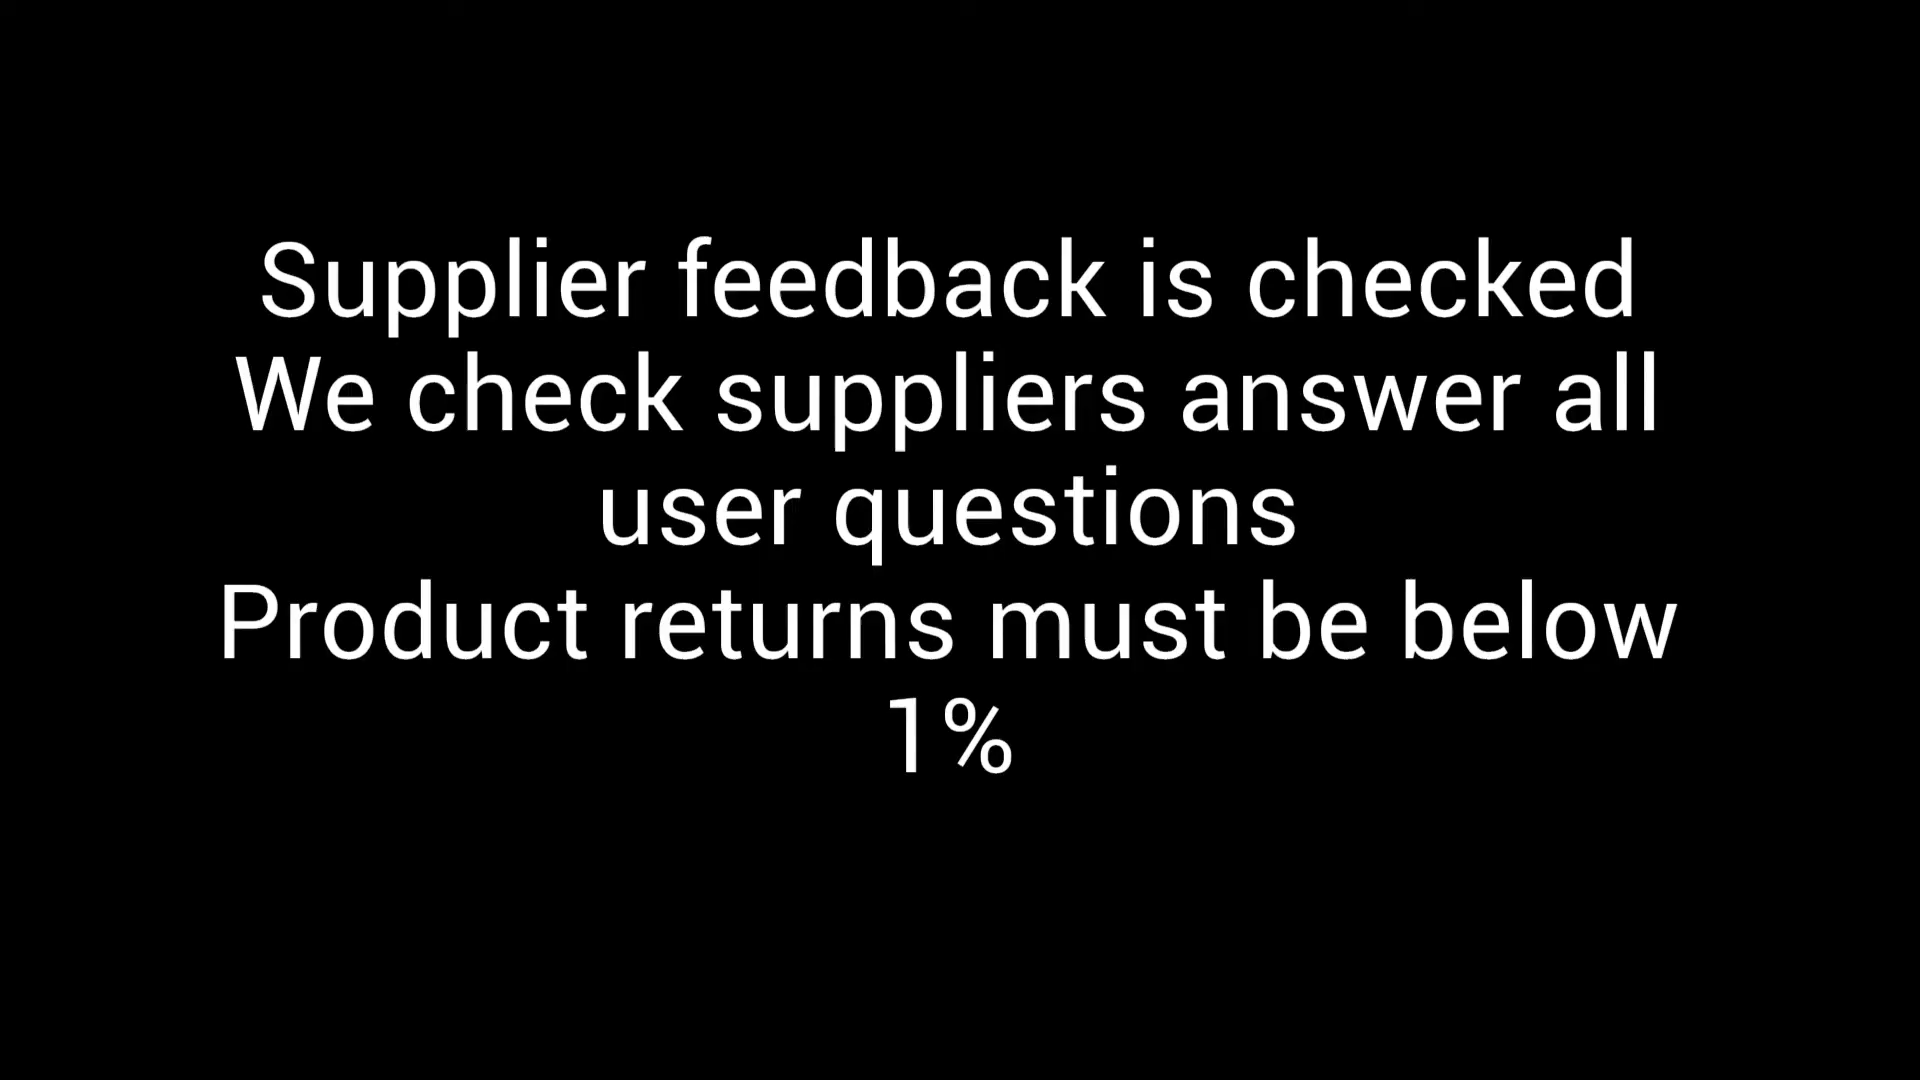 Supplier feedback is checked
We check suppliers answer all
user questions
Product returns must be below
1%